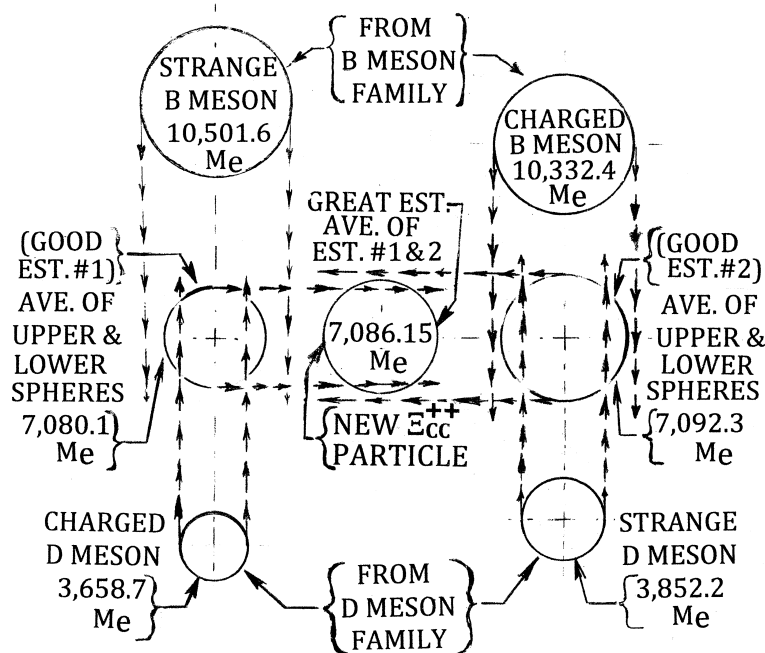 FROM
B MESON
FAMILY
STRANGE
B MESON
10,501.6
Me
CHARGED
B MESON
10,332.4
Me
GREAT EST.
AVE. OF
EST. #1&2
(GOOD
EST.#1)
AVE. OF
UPPER &
LOWER
SPHERES
7,080.1
Me
(GOOD
EST.#2)
AVE. OF
UPPER &
LOWER
SPHERES
7,092.3
Me
7,086.15
Me
NEW Ξcc++
PARTICLE
CHARGED
D MESON
3,658.7
Me
FROM
D MESON
FAMILY
STRANGE
D MESON
3,852.2
Me